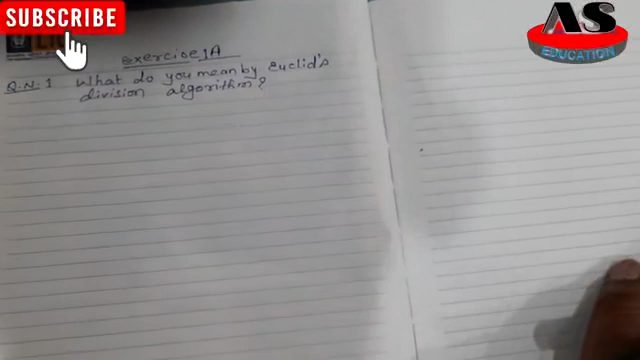 SUBSCRIBE
AS
EDUCATION
Exercise 1A
Q.N: 1 What do you mean by Euclid's
division algorithm?